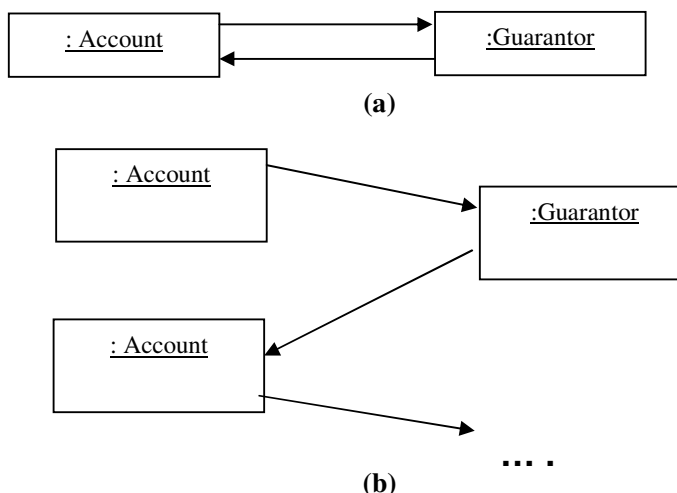 : Account
:Guarantor
(a)
: Account
:Guarantor
: Account
... .
(b)